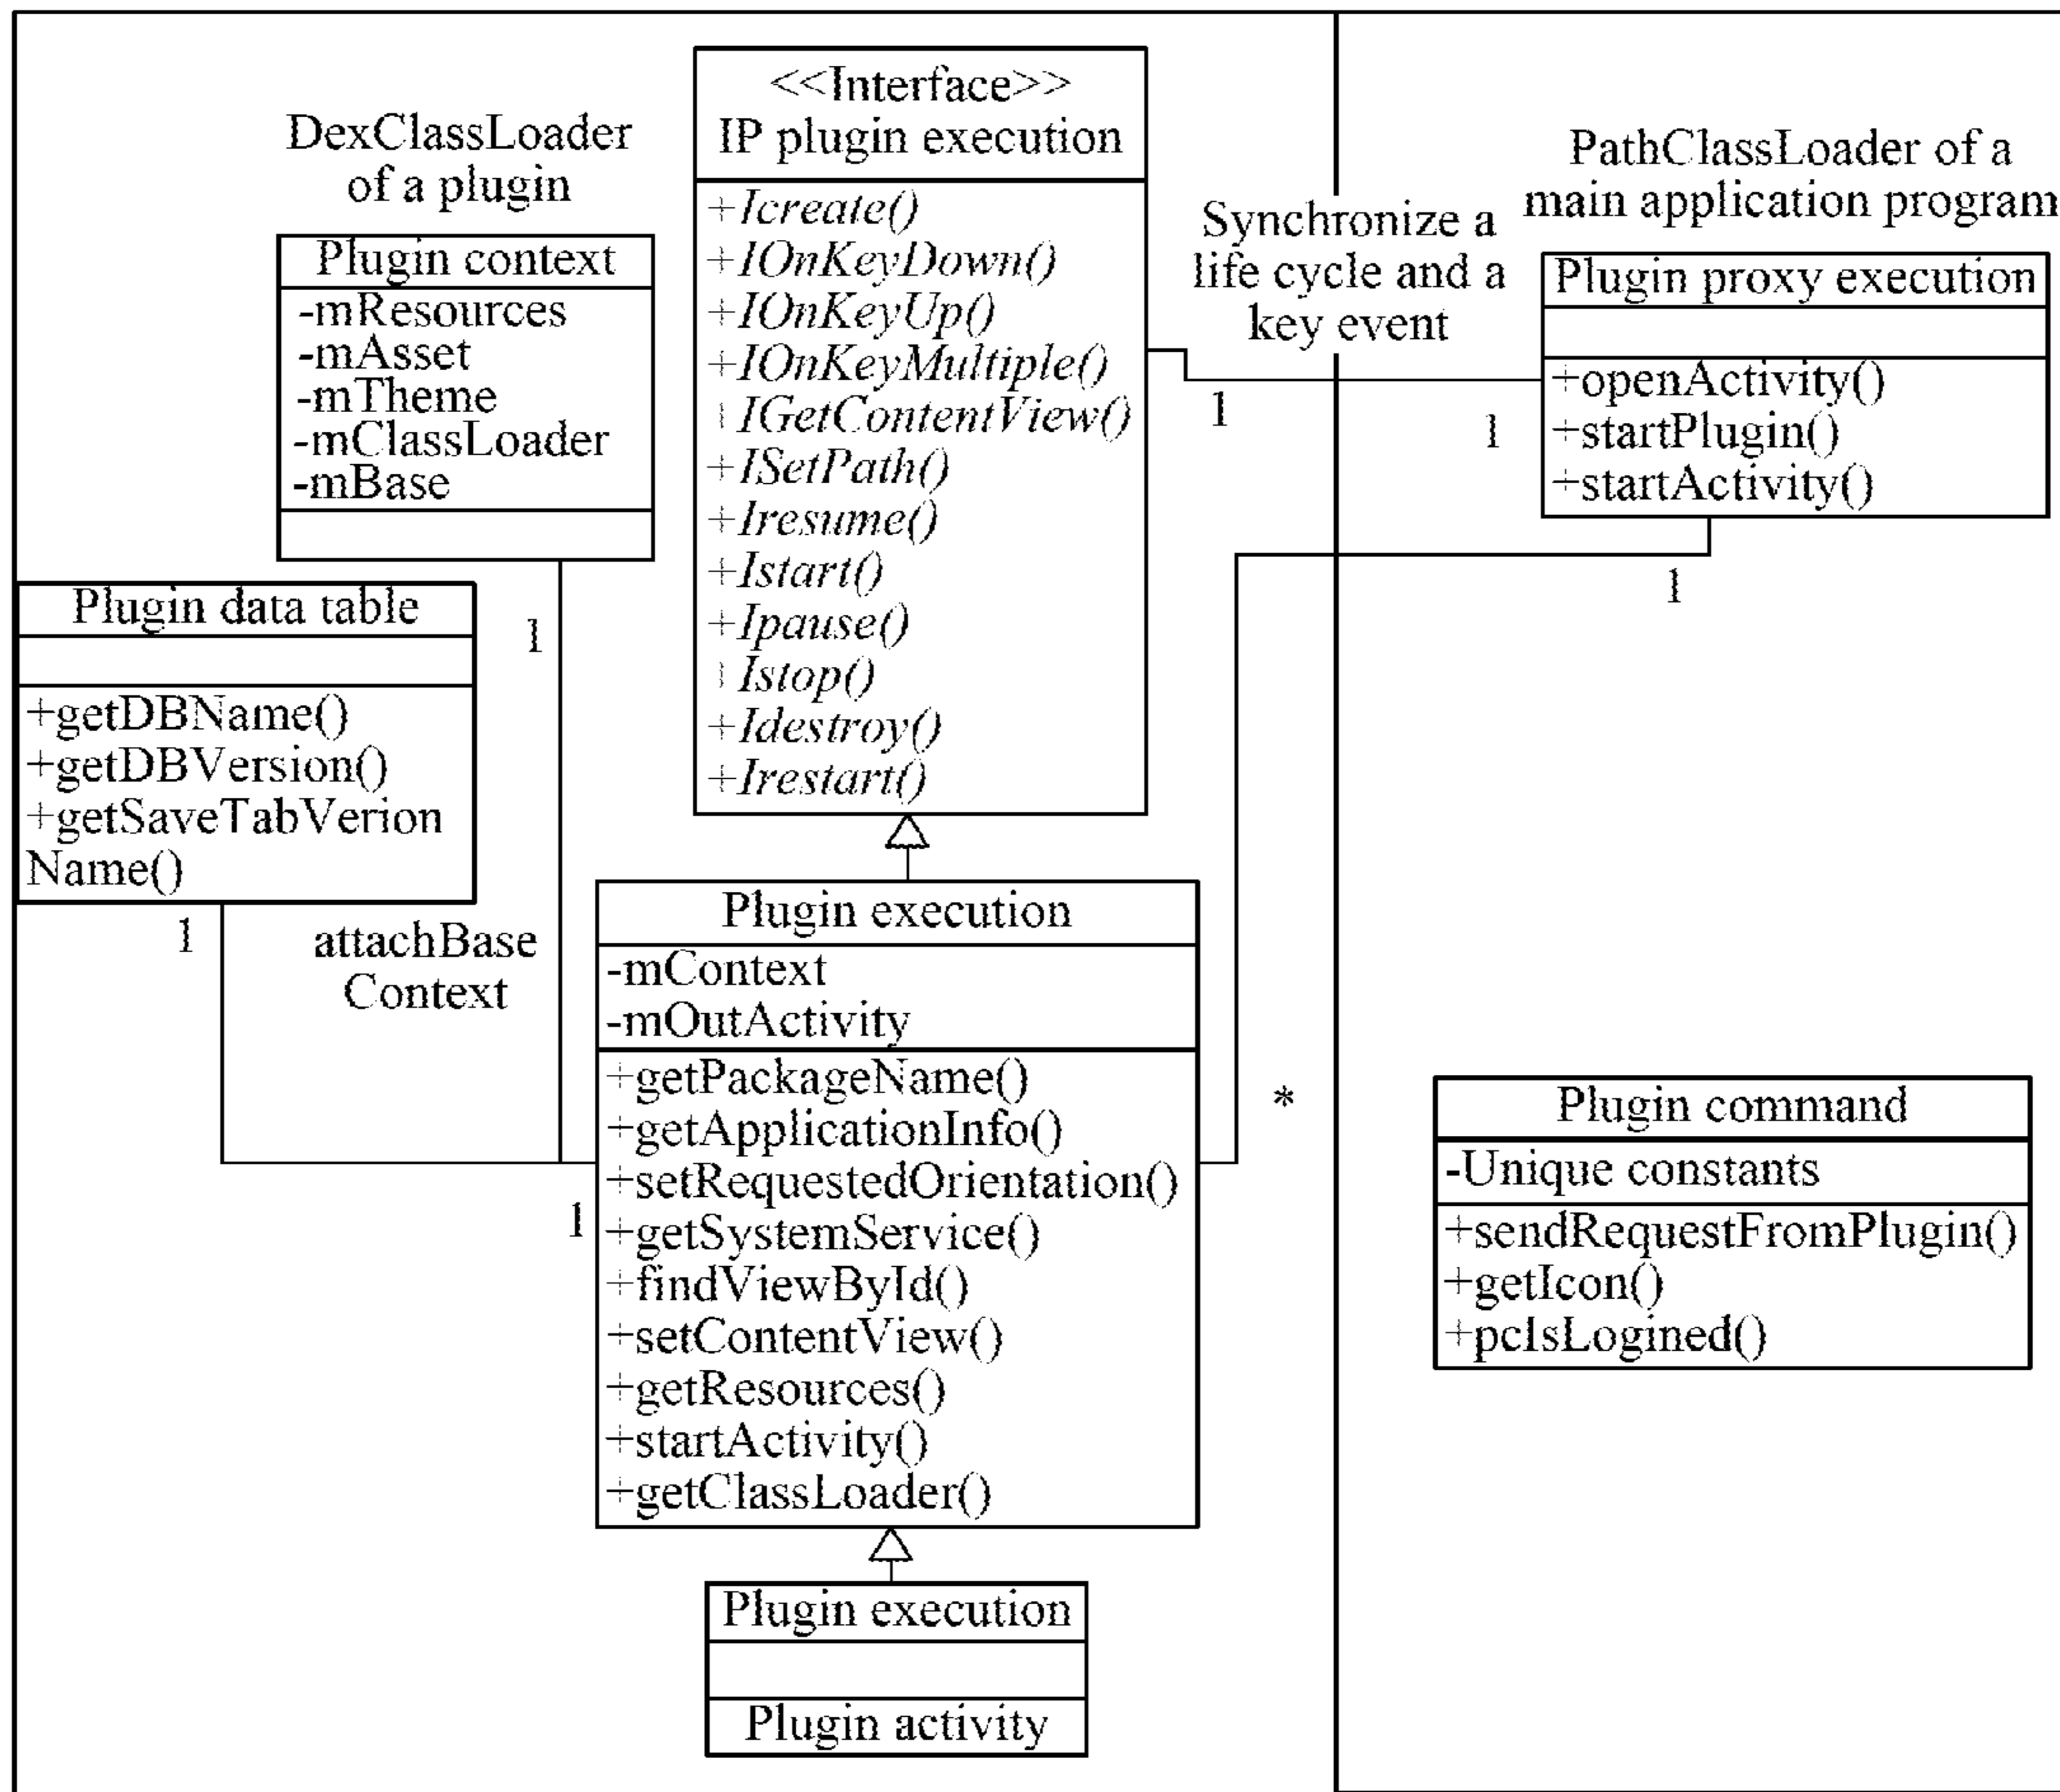 DexClassLoader
of a plugin
Plugin context
-mResources
-mAsset
-mTheme
-mClassLoader
-mBase
1
Plugin data table
+getDBName()
+getDBVersion()
+getSaveTabVerion
Name()
1
attachBase
Context
<<Interface>>
IP plugin execution
+Icreate()
+IOnKeyDown()
+IOnKeyUp()
+IOnKeyMultiple()
+IGetContentView()
+ISetPath()
+Iresume()
+Istart()
+Ipause()
+Istop()
+Idestroy()
+Irestart()
Synchronize a
life cycle and a
key event
1
1
PathClassLoader of a
main application program
Plugin proxy execution
+openActivity()
+startPlugin()
+startActivity()
1
Plugin execution
-mContext
-mOutActivity
+getPackageName()
+getApplicationInfo()
+setRequestedOrientation()
+getSystemService()
+findViewById()
+setContentView()
+getResources()
+startActivity()
+getClassLoader()
1
*
Plugin execution
Plugin activity
Plugin command
-Unique constants
+sendRequestFromPlugin()
+getIcon()
+pcIsLogined()